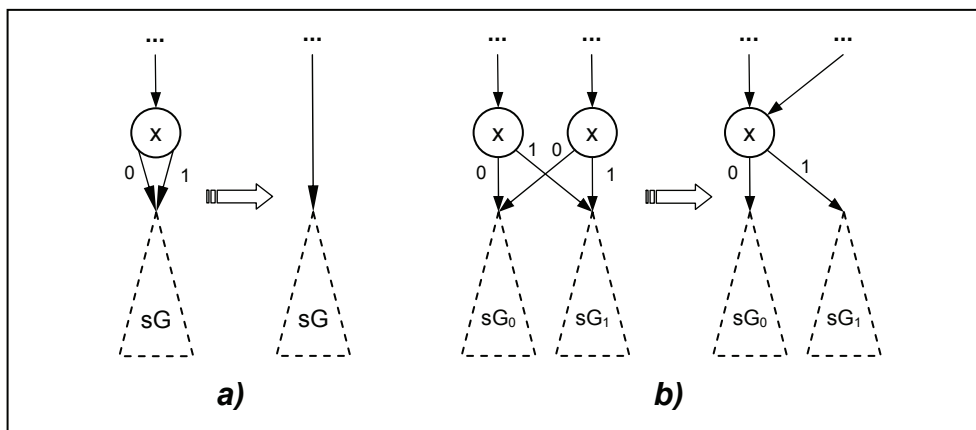 ... ... ... ... ... ...
x x x x
0 1 0 1 0 1 0 1
sG sG sG₀ sG₁ sG₀ sG₁
a) b)